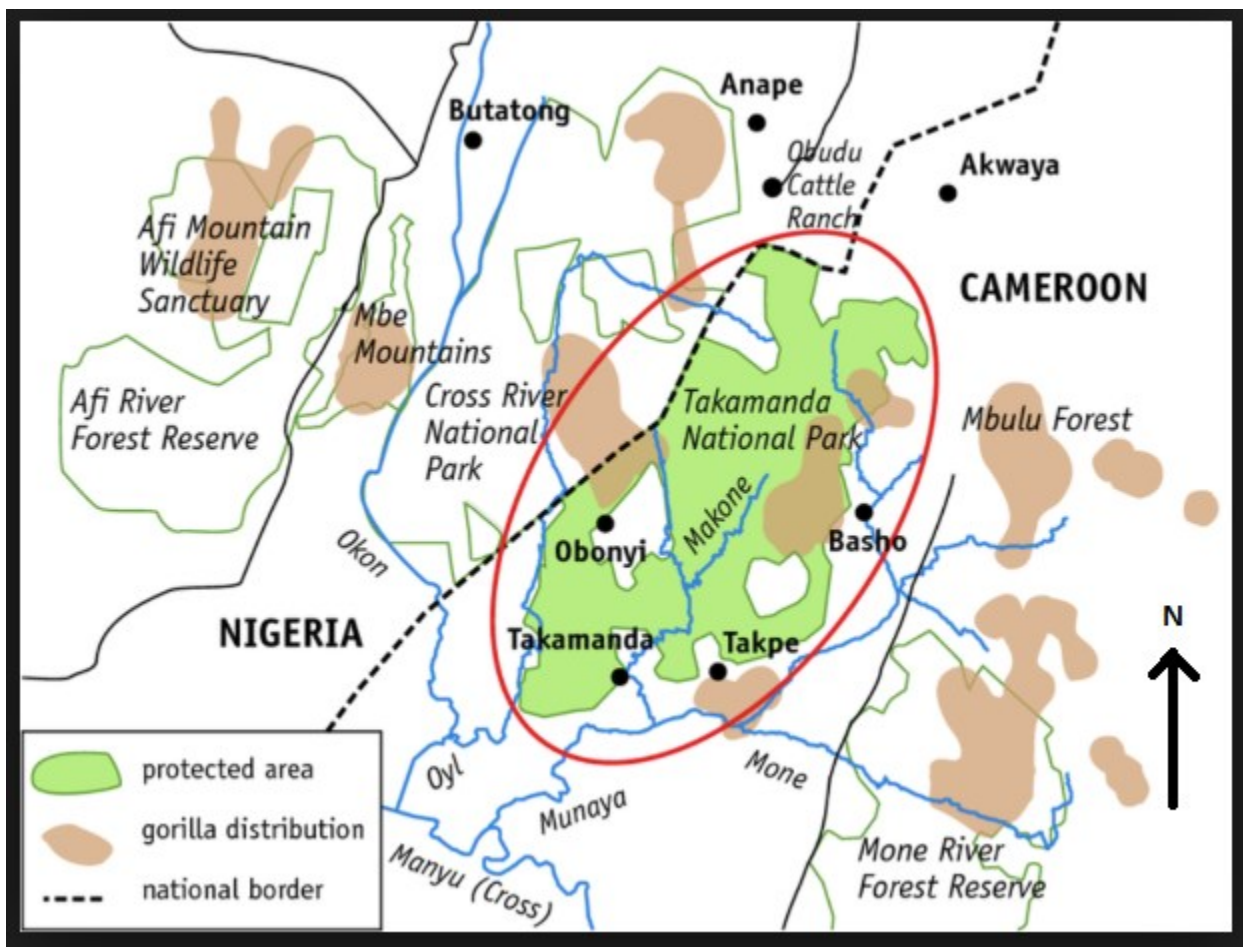 Anape
Butatong
Obudu
Cattle
Ranch
Akwaya
Afi Mountain
Wildlife
Sanctuary
CAMEROON
Mbe
Mountains
Afi River
Forest Reserve
Cross River
National
Park
Takamanda
National Park
Mbulu Forest
Makone
Okon
Obonyi
Basho
NIGERIA
Takamanda
Takpe
N
Oyl
Mone
Munaya
Manyu (Cross)
Mone River
Forest Reserve
protected area
gorilla distribution
national border